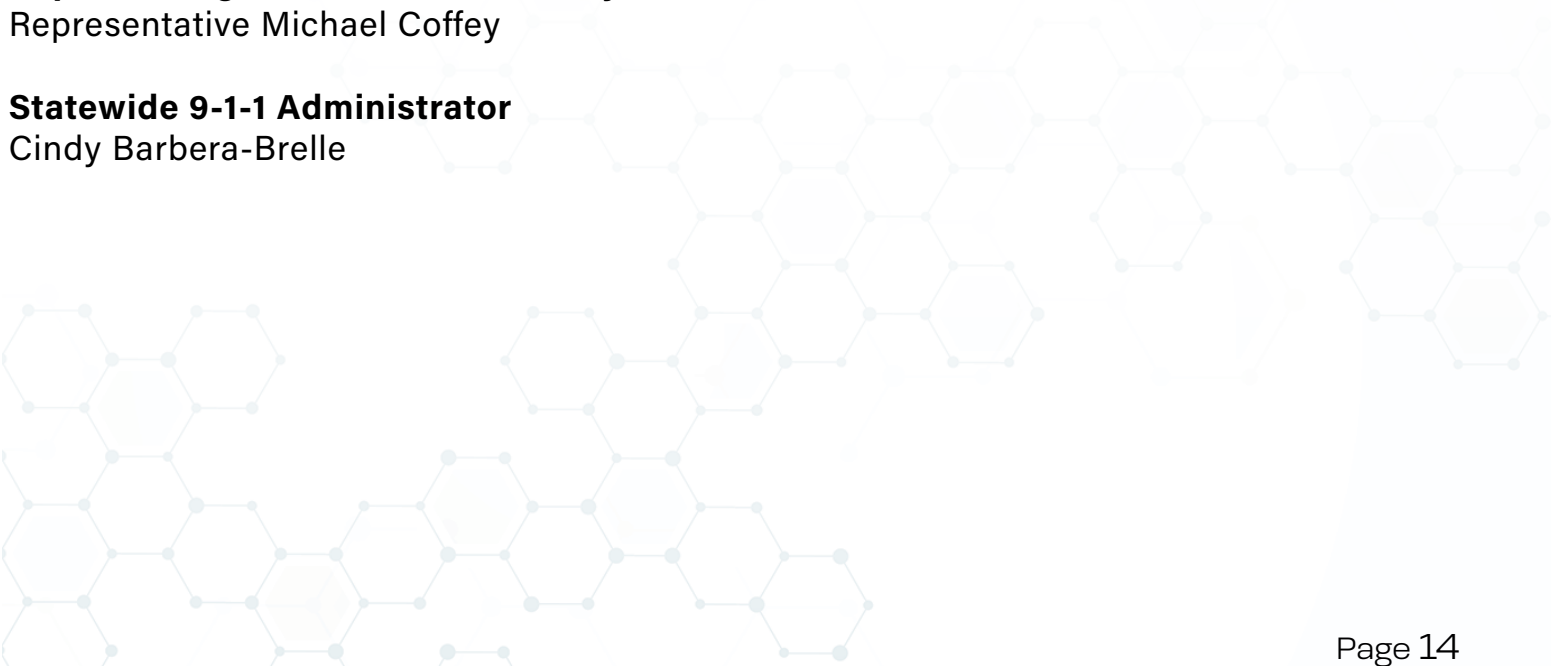 Representative Michael Coffey
Statewide 9-1-1 Administrator
Cindy Barbera-Brelle
Page 14